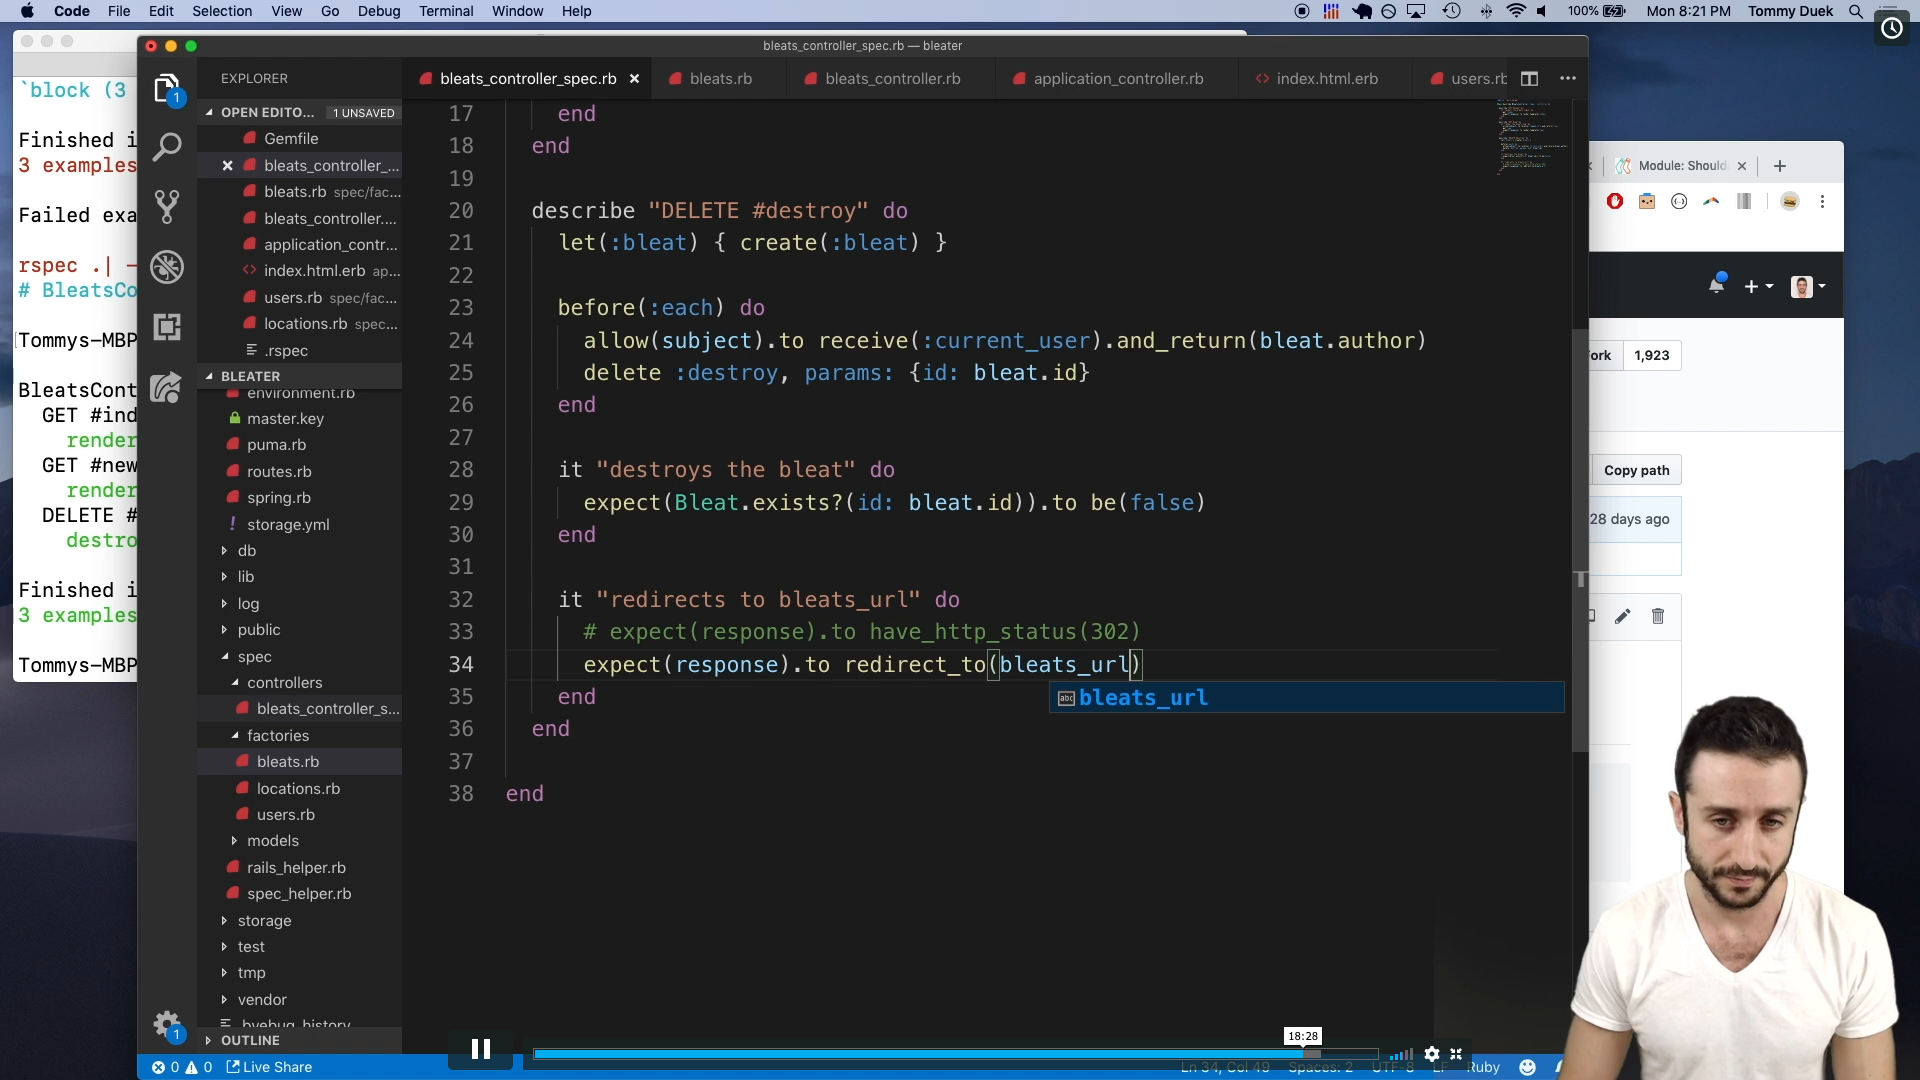 Code File Edit Selection View Go Debug Terminal Window Help
100% Mon 8:21 PM Tommy Duek
bleats_controller_spec.rb — bleater
EXPLORER
bleats_controller_spec.rb
bleats.rb
bleats_controller.rb
application_controller.rb
index.html.erb
users.rb
OPEN EDITO... 1 UNSAVED
Gemfile
bleats_controller_...
bleats.rb spec/fac...
bleats_controller....
application_contr...
index.html.erb ap...
users.rb spec/fac...
locations.rb spec...
.rspec
BLEATER
environment.rb
master.key
puma.rb
routes.rb
spring.rb
storage.yml
db
lib
log
public
spec
controllers
bleats_controller_s...
factories
bleats.rb
locations.rb
users.rb
models
rails_helper.rb
spec_helper.rb
storage
test
tmp
vendor
.byebug_history
OUTLINE
17 end
18 end
19
20 describe "DELETE #destroy" do
21 let(:bleat) { create(:bleat) }
22
23 before(:each) do
24 allow(subject).to receive(:current_user).and_return(bleat.author)
25 delete :destroy, params: {id: bleat.id}
26 end
27
28 it "destroys the bleat" do
29 expect(Bleat.exists?(id: bleat.id)).to be(false)
30 end
31
32 it "redirects to bleats_url" do
33 # expect(response).to have_http_status(302)
34 expect(response).to redirect_to(bleats_url)
35 end
36 end
37
38 end
abc bleats_url
`block (3
Finished i
3 examples
Failed exa
rspec .| –
# BleatsCo
Tommys-MBP
BleatsCont
GET #ind
render
GET #new
render
DELETE #
destro
Finished i
3 examples
Tommys-MBP
Module: Should
ork 1,923
Copy path
28 days ago
18:28
0 0 Live Share
Ln 34, Col 49 Spaces: 2 UTF-8 LF Ruby
1
1